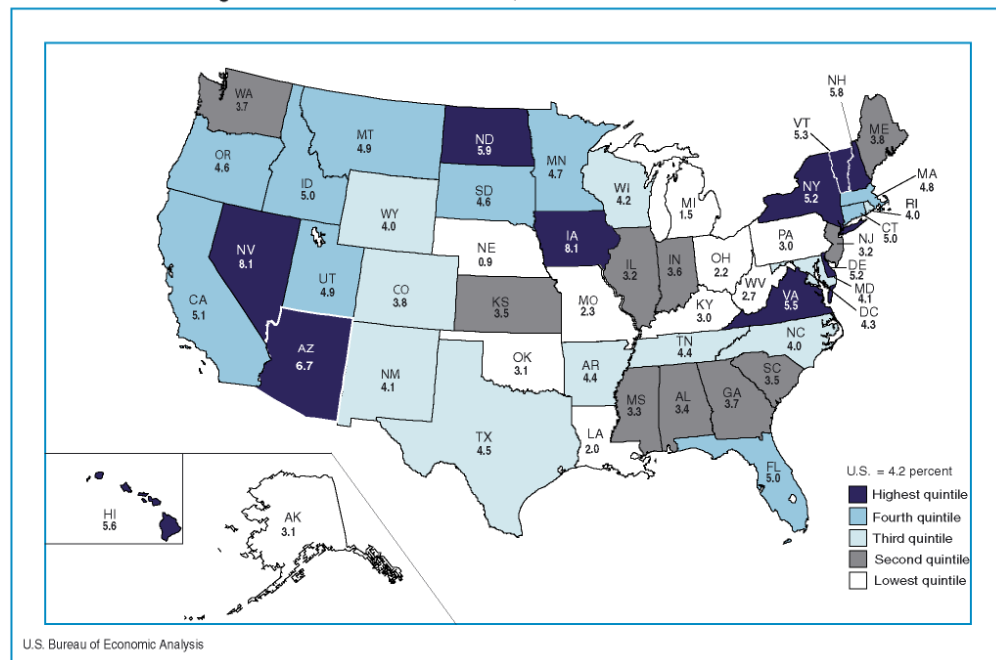 NH
5.8
VT
5.3
WA
3.7
ME
3.8
MT
4.9
ND
5.9
MN
4.7
OR
4.6
MA
4.8
ID
5.0
SD
4.6
WI
4.2
NY
5.2
RI
4.0
MI
1.5
WY
4.0
CT
5.0
PA
3.0
NJ
3.2
IA
8.1
NE
0.9
NV
8.1
OH
2.2
DE
5.2
IL
3.2
IN
3.6
UT
4.9
MD
4.1
WV
2.7
CA
5.1
CO
3.8
VA
5.5
DC
4.3
KS
3.5
MO
2.3
KY
3.0
NC
4.0
TN
4.4
AZ
6.7
OK
3.1
NM
4.1
AR
4.4
SC
3.5
MS
3.3
AL
3.4
GA
3.7
TX
4.5
LA
2.0
FL
5.0
HI
5.6
AK
3.1
U.S. = 4.2 percent
Highest quintile
Fourth quintile
Third quintile
Second quintile
Lowest quintile
U.S. Bureau of Economic Analysis